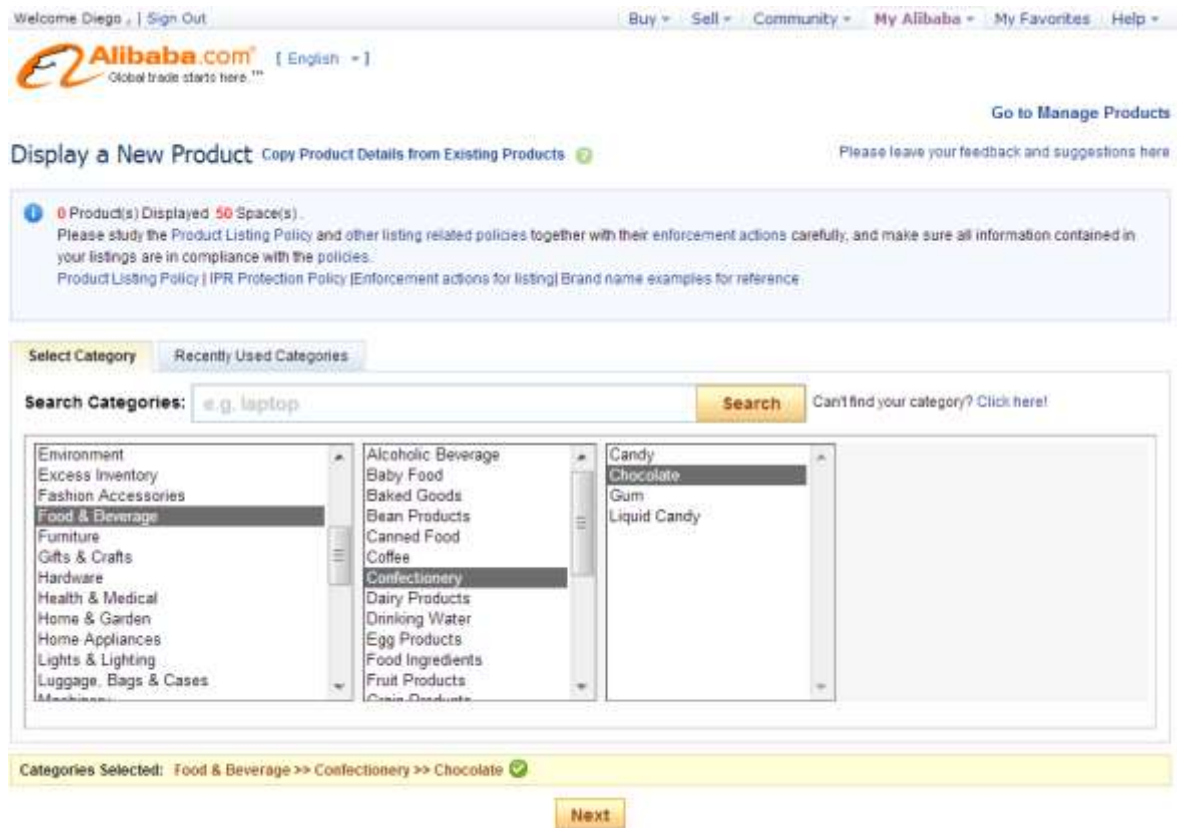 Welcome Diego , | Sign Out
Buy Sell Community My Alibaba My Favorites Help
Alibaba.com® [ English ]
Global trade starts here.™
Go to Manage Products
Display a New Product Copy Product Details from Existing Products ?
Please leave your feedback and suggestions here
0 Product(s) Displayed 50 Space(s) .
Please study the Product Listing Policy and other listing related policies together with their enforcement actions carefully, and make sure all information contained in
your listings are in compliance with the policies.
Product Listing Policy | IPR Protection Policy |Enforcement actions for listing| Brand name examples for reference
Select Category Recently Used Categories
Search Categories: e.g. laptop Search Can't find your category? Click here!
Environment
Excess Inventory
Fashion Accessories
Food & Beverage
Furniture
Gifts & Crafts
Hardware
Health & Medical
Home & Garden
Home Appliances
Lights & Lighting
Luggage, Bags & Cases
Machinery
Alcoholic Beverage
Baby Food
Baked Goods
Bean Products
Canned Food
Coffee
Confectionery
Dairy Products
Drinking Water
Egg Products
Food Ingredients
Fruit Products
Grain Products
Candy
Chocolate
Gum
Liquid Candy
Categories Selected: Food & Beverage >> Confectionery >> Chocolate
Next